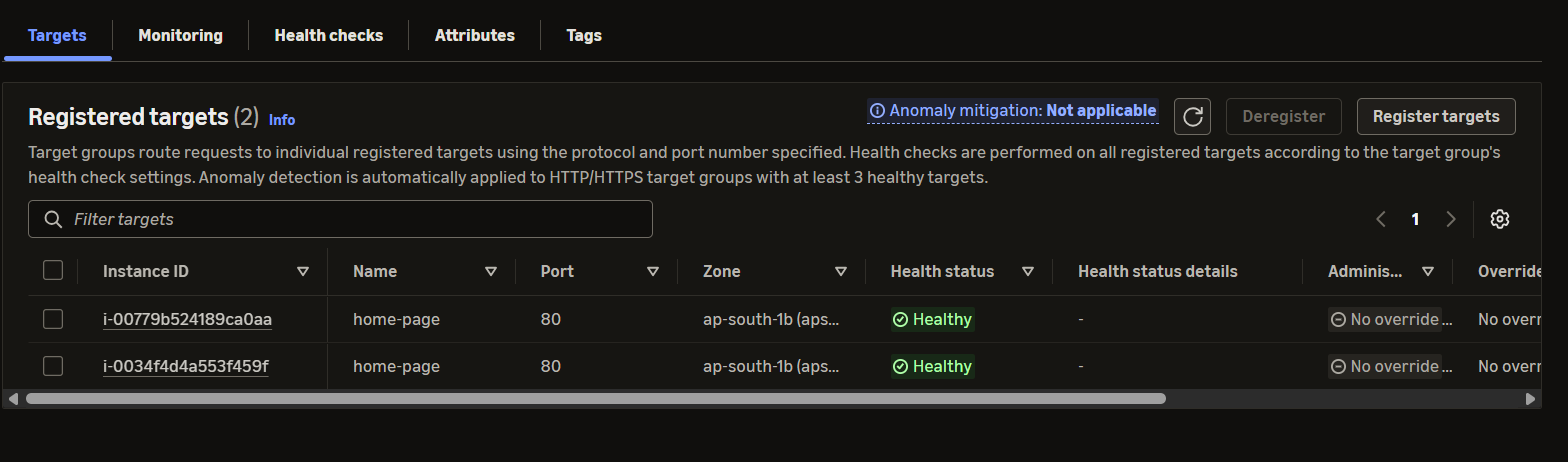 Targets Monitoring Health checks Attributes Tags
Registered targets (2) Info Anomaly mitigation: Not applicable Deregister Register targets
Target groups route requests to individual registered targets using the protocol and port number specified. Health checks are performed on all registered targets according to the target group's
health check settings. Anomaly detection is automatically applied to HTTP/HTTPS target groups with at least 3 healthy targets.
Filter targets 1
Instance ID Name Port Zone Health status Health status details Adminis... Override
i-00779b524189ca0aa home-page 80 ap-south-1b (aps... Healthy - No override ... No overr
i-0034f4d4a553f459f home-page 80 ap-south-1b (aps... Healthy - No override ... No overr